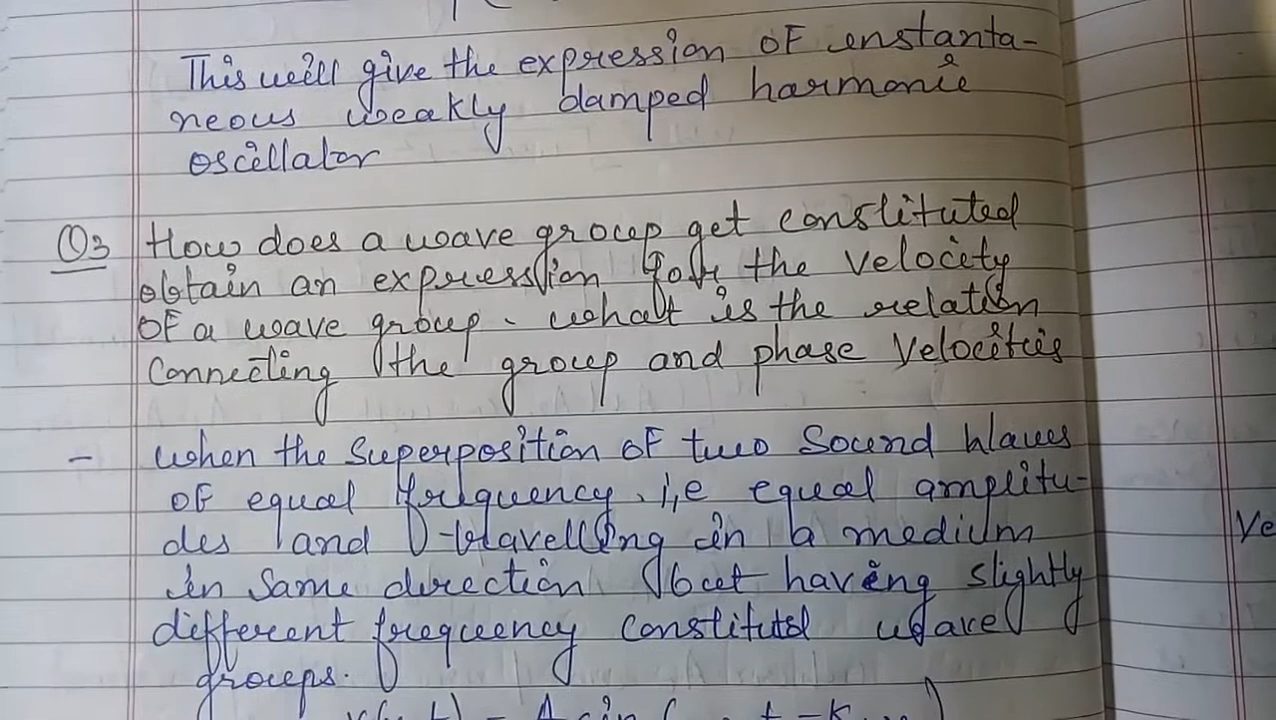 This will give the expression of instanta-
neous weakly damped harmonic
oscillator
Q3 How does a wave group get constituted
obtain an expression for the velocity
of a wave group. what is the relation
Connecting the group and phase velocities
- when the superposition of two Sound waves
of equal frequency. i,e equal amplitu-
des and travelling in a medium
in same direction but having slightly
different frequency constituted wave
groups.
Ve